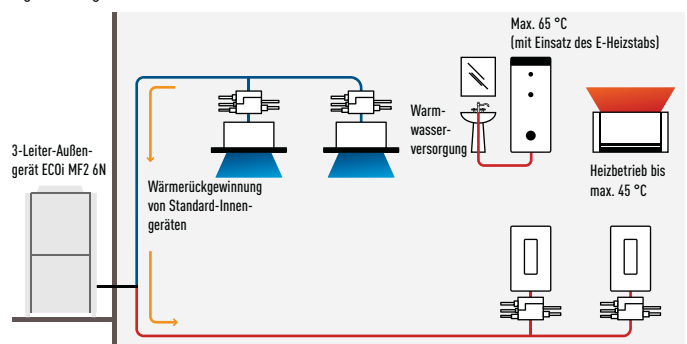 Max. 65 °C
(mit Einsatz des E-Heizstabs)
Warm-
wasser-
versorgung
3-Leiter-Außen-
gerät ECOi MF2 6N
Wärmerückgewinnung
von Standard-Innen-
geräten
Heizbetrieb bis
max. 45 °C